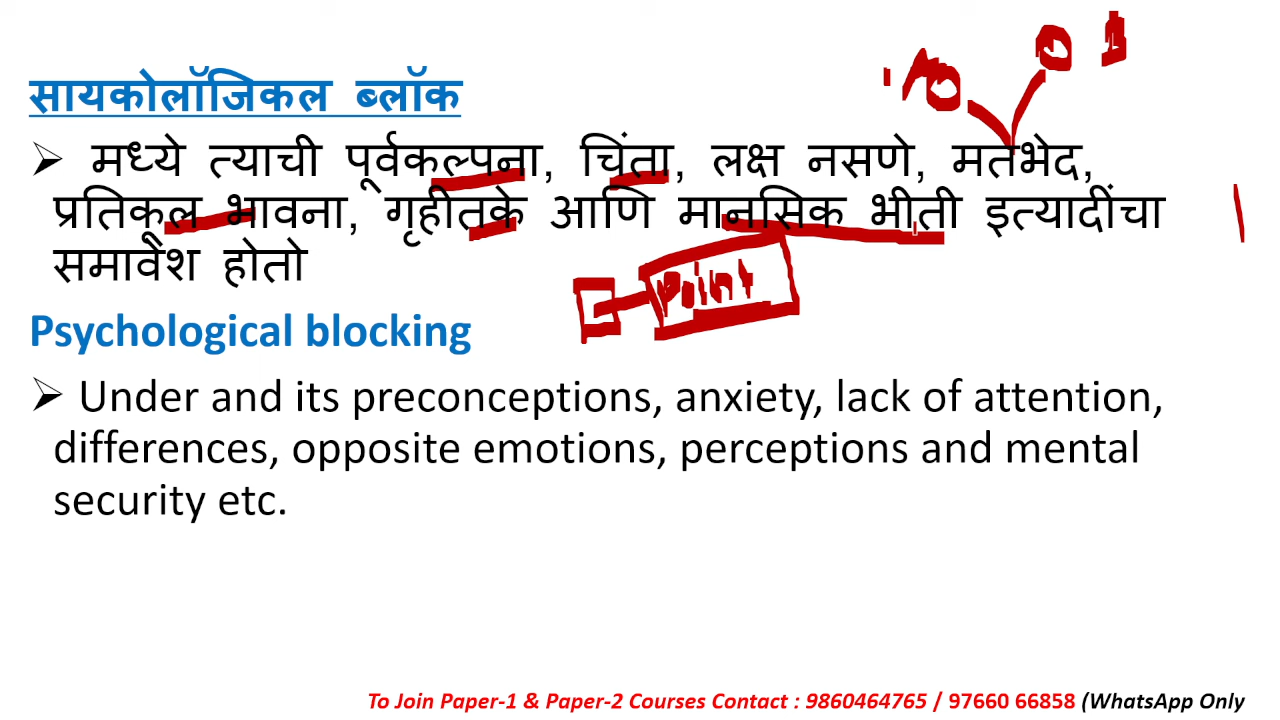 सायकोलॉजिकल ब्लॉक
➢ मध्ये त्याची पूर्वकल्पना, चिंता, लक्ष नसणे, मतभेद,
प्रतिकूल भावना, गृहीतके आणि मानसिक भीती इत्यादींचा
समावेश होतो
Point
Psychological blocking
➢ Under and its preconceptions, anxiety, lack of attention,
differences, opposite emotions, perceptions and mental
security etc.
To Join Paper-1 & Paper-2 Courses Contact : 9860464765 / 97660 66858 (WhatsApp Only